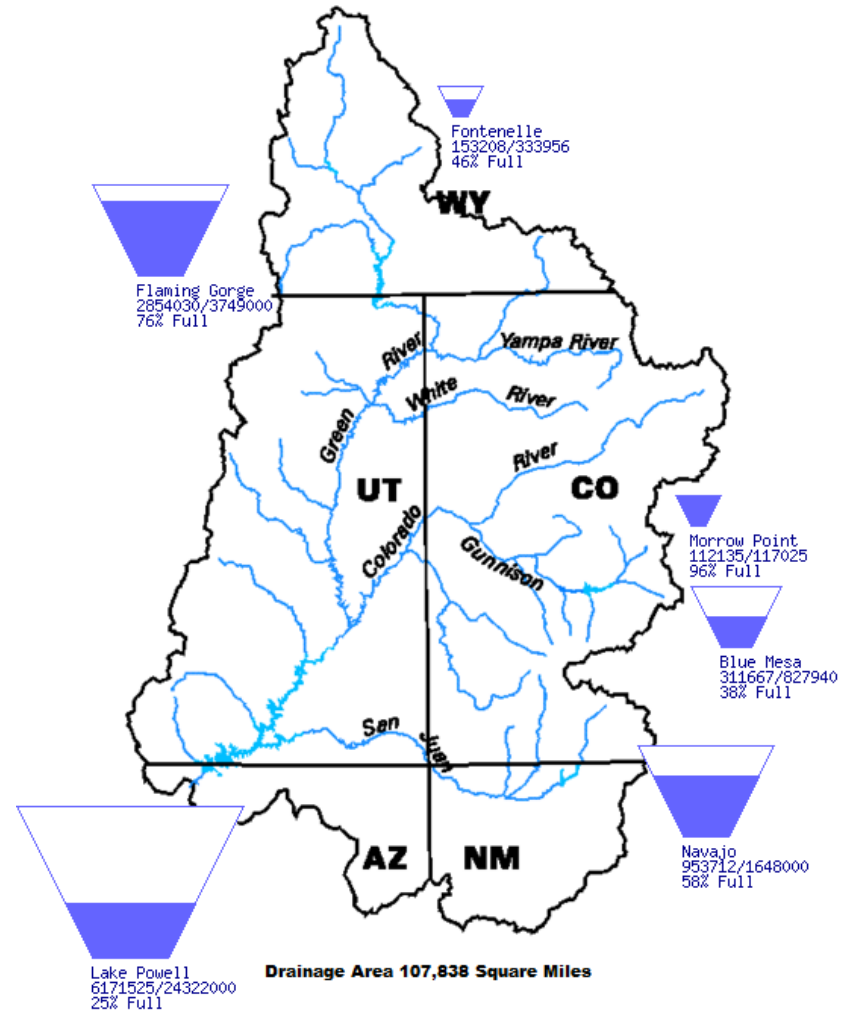 Fontenelle
153208/333956
46% Full
WY
Flaming Gorge
2854030/3749000
76% Full
River
Yampa River
White
River
Green
River
UT
CO
Colorado
Gunnison
Morrow Point
112135/117025
96% Full
Blue Mesa
311667/827940
38% Full
San
Juan
AZ
NM
Navajo
953712/1648000
58% Full
Lake Powell
6171525/24322000
25% Full
Drainage Area 107,838 Square Miles